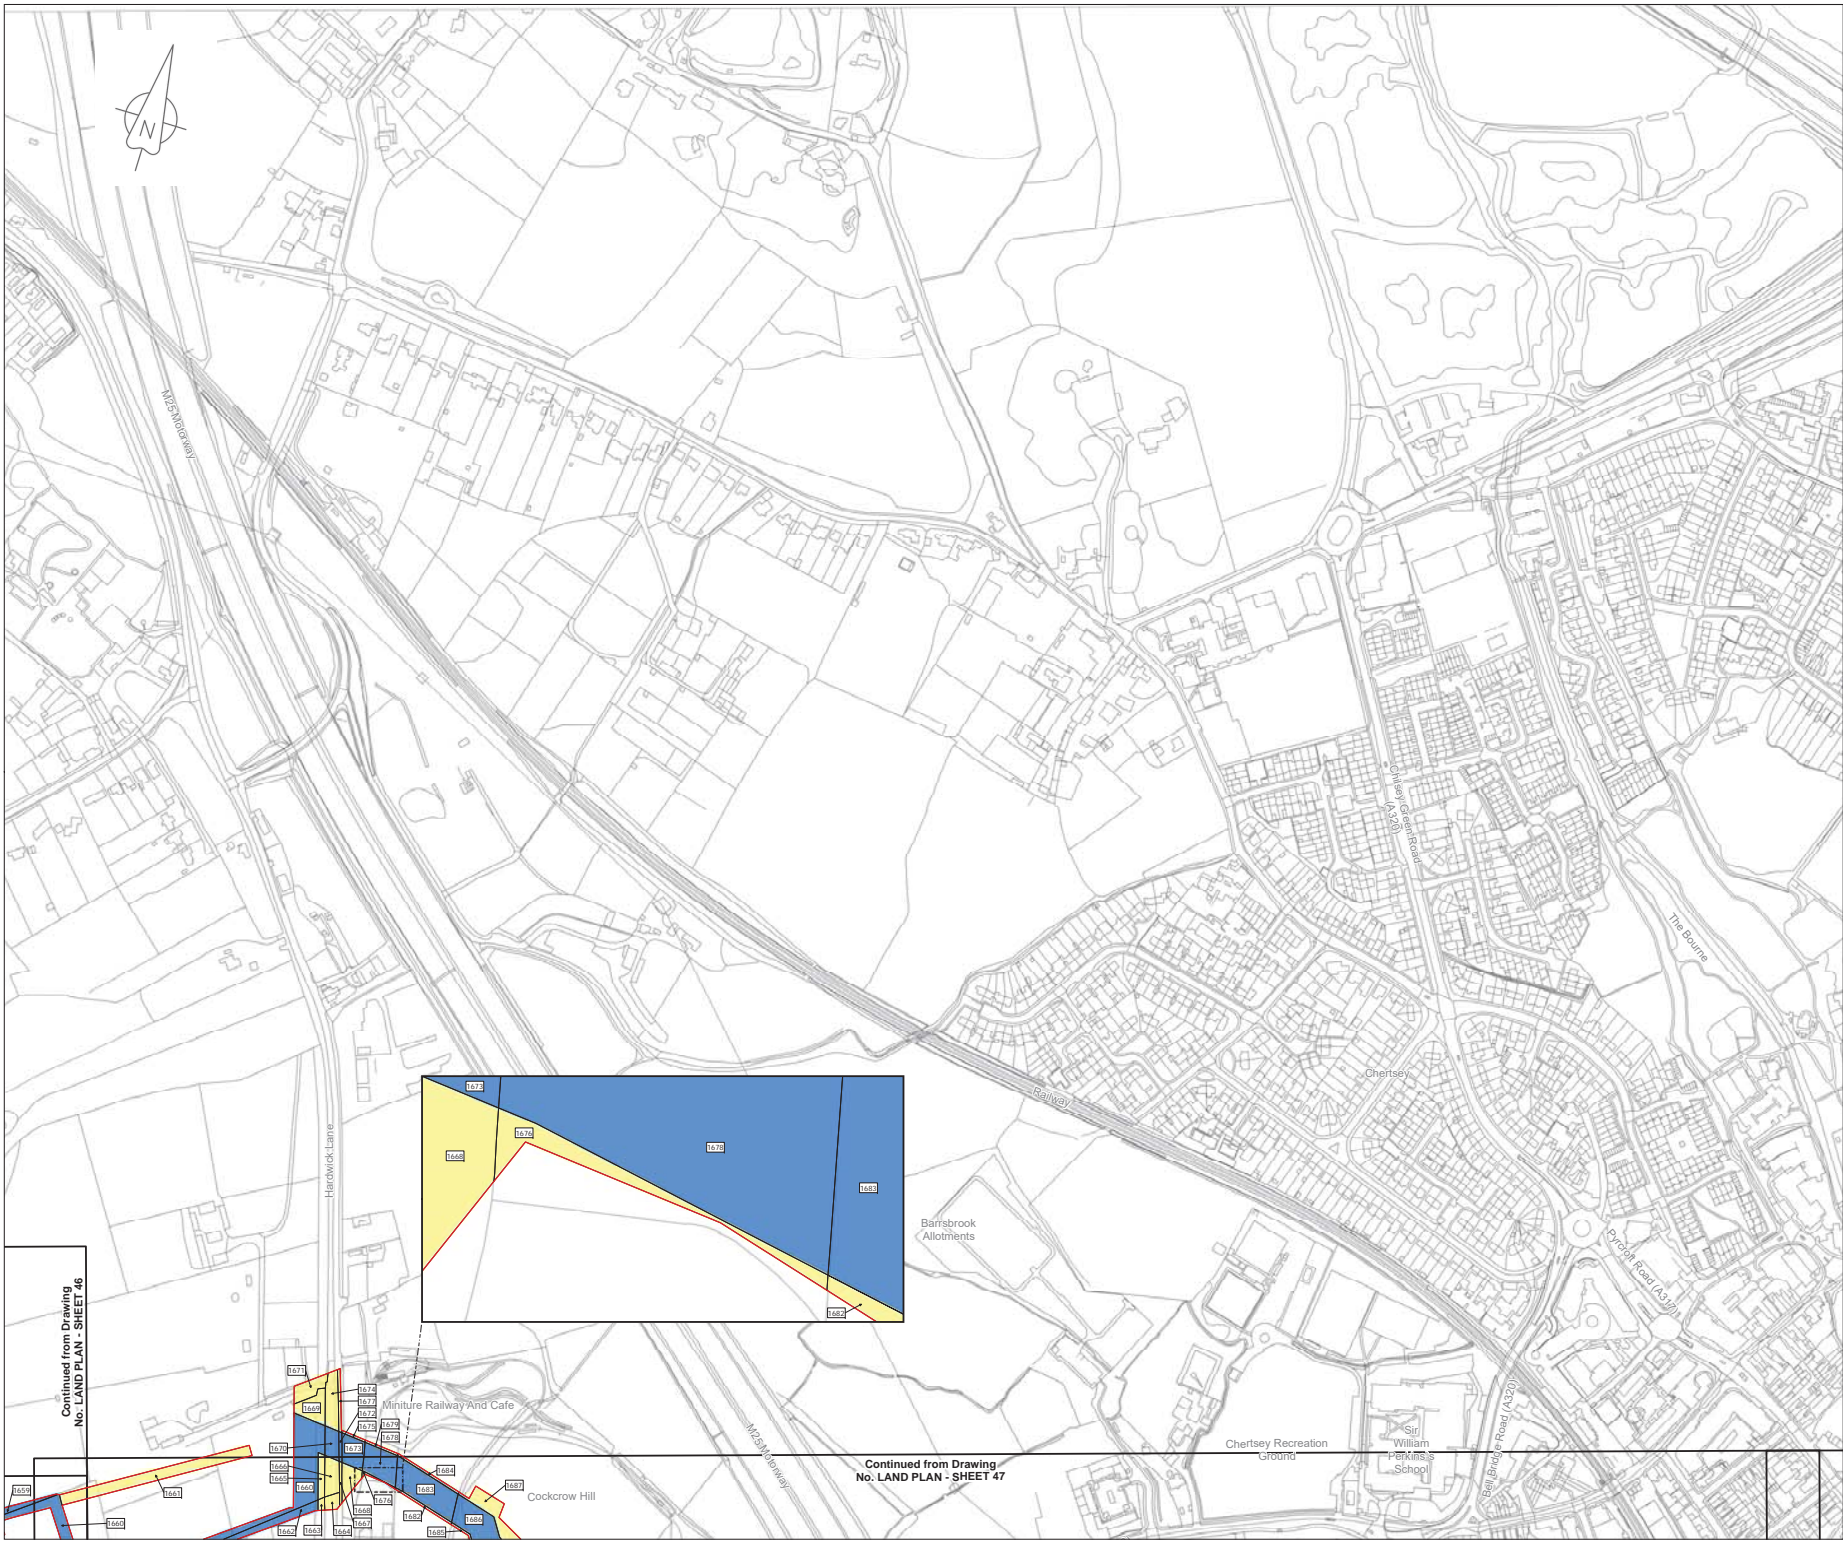 N
M25 Motorway
Chilsey Green Road
(A320)
The Bourne
Chertsey
Railway
Hardwick Lane
1673
1676
1678
1668
1683
1682
Barrsbrook
Allotments
Pyrcroft Road (A317)
Continued from Drawing
No. LAND PLAN - SHEET 46
1671
1674
1677
1669
1672
1675
1679
1678
Miniture Railway And Cafe
1670
1673
1666
1665
1660
1684
1683
1687
1661
1676
1668
1667
1682
1686
1685
1659
1660
1662
1663
1664
Cockcrow Hill
M25 Motorway
Continued from Drawing
No. LAND PLAN - SHEET 47
Chertsey Recreation
Ground
Sir
William
Perkins's
School
Bell Bridge Road (A320)